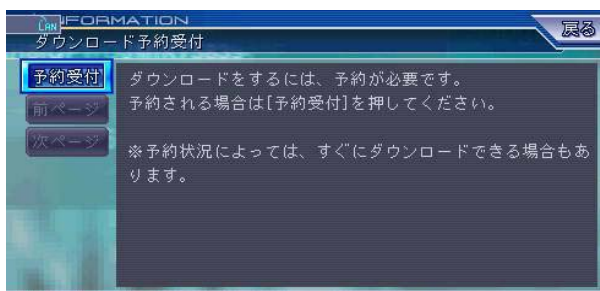 LAN INFORMATION
ダウンロード予約受付
戻る
予約受付
前ページ
次ページ
ダウンロードをするには、予約が必要です。
予約される場合は[予約受付]を押してください。
※予約状況によっては、すぐにダウンロードできる場合もあ
ります。